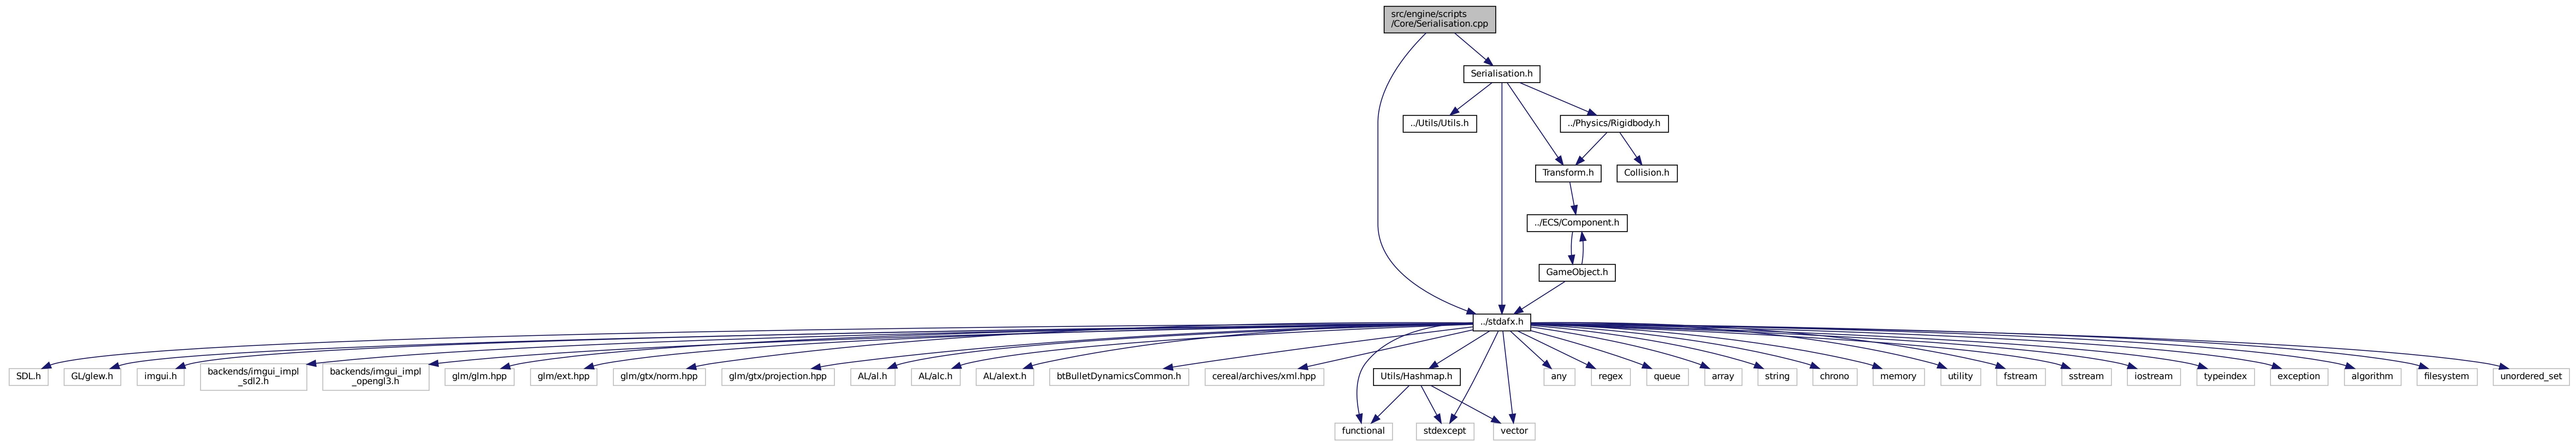 src/engine/scripts
/Core/Serialisation.cpp
Serialisation.h
../Utils/Utils.h
../Physics/Rigidbody.h
Transform.h
Collision.h
../ECS/Component.h
GameObject.h
../stdafx.h
SDL.h
GL/glew.h
imgui.h
backends/imgui_impl
_sdl2.h
backends/imgui_impl
_opengl3.h
glm/glm.hpp
glm/ext.hpp
glm/gtx/norm.hpp
glm/gtx/projection.hpp
AL/al.h
AL/alc.h
AL/alext.h
btBulletDynamicsCommon.h
cereal/archives/xml.hpp
Utils/Hashmap.h
any
regex
queue
array
string
chrono
memory
utility
fstream
sstream
iostream
typeindex
exception
algorithm
filesystem
unordered_set
functional
stdexcept
vector